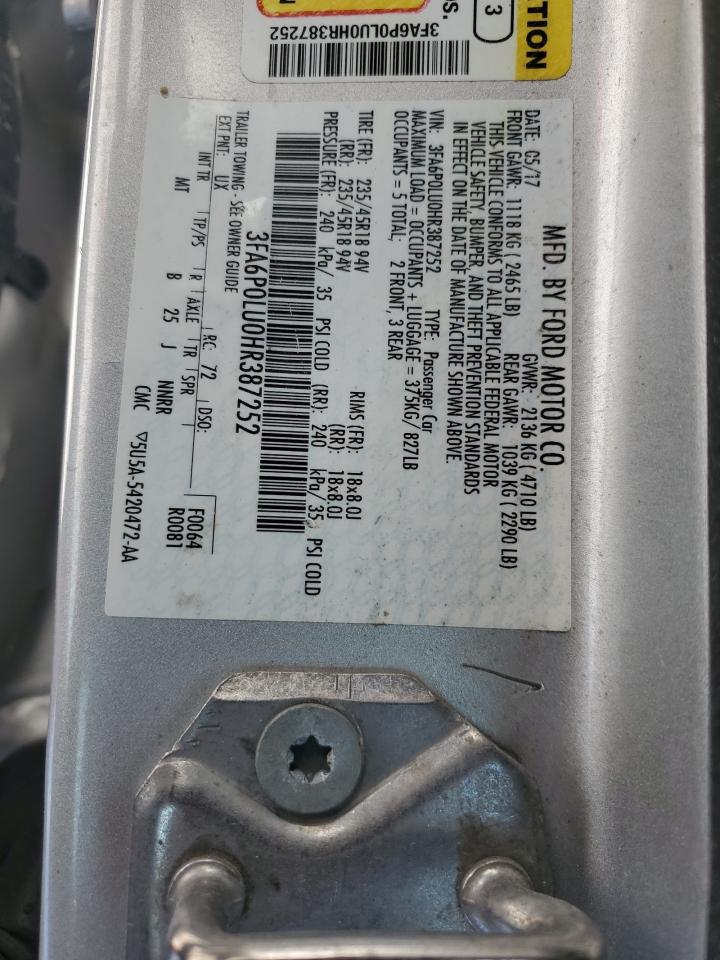 TION
3
US.
3FA6P0LU0HR387252
MFD. BY FORD MOTOR CO.
DATE: 05/17 GVWR: 2136 KG ( 4710 LB)
FRONT GAWR: 1118 KG ( 2465 LB) REAR GAWR: 1039 KG ( 2290 LB)
THIS VEHICLE CONFORMS TO ALL APPLICABLE FEDERAL MOTOR
VEHICLE SAFETY, BUMPER, AND THEFT PREVENTION STANDARDS
IN EFFECT ON THE DATE OF MANUFACTURE SHOWN ABOVE.
VIN: 3FA6P0LU0HR387252 TYPE: Passenger Car
MAXIMUM LOAD = OCCUPANTS + LUGGAGE = 375KG/ 827LB
OCCUPANTS = 5 TOTAL; 2 FRONT, 3 REAR
TIRE (FR): 235/45R18 94V RIMS (FR): 18x8.0J
(RR): 235/45R18 94V (RR): 18x8.0J
PRESSURE (FR): 240 kPa/ 35 PSI COLD (RR): 240 kPa/ 35 PSI COLD
3FA6P0LU0HR387252
TRAILER TOWING - SEE OWNER GUIDE
EXT PNT: UX RC: 72 DSO: F0064
R0081
INT TR TP/PS R AXLE TR SPR
MT B 25 J NNRR
CMC 5U5A-5420472-AA